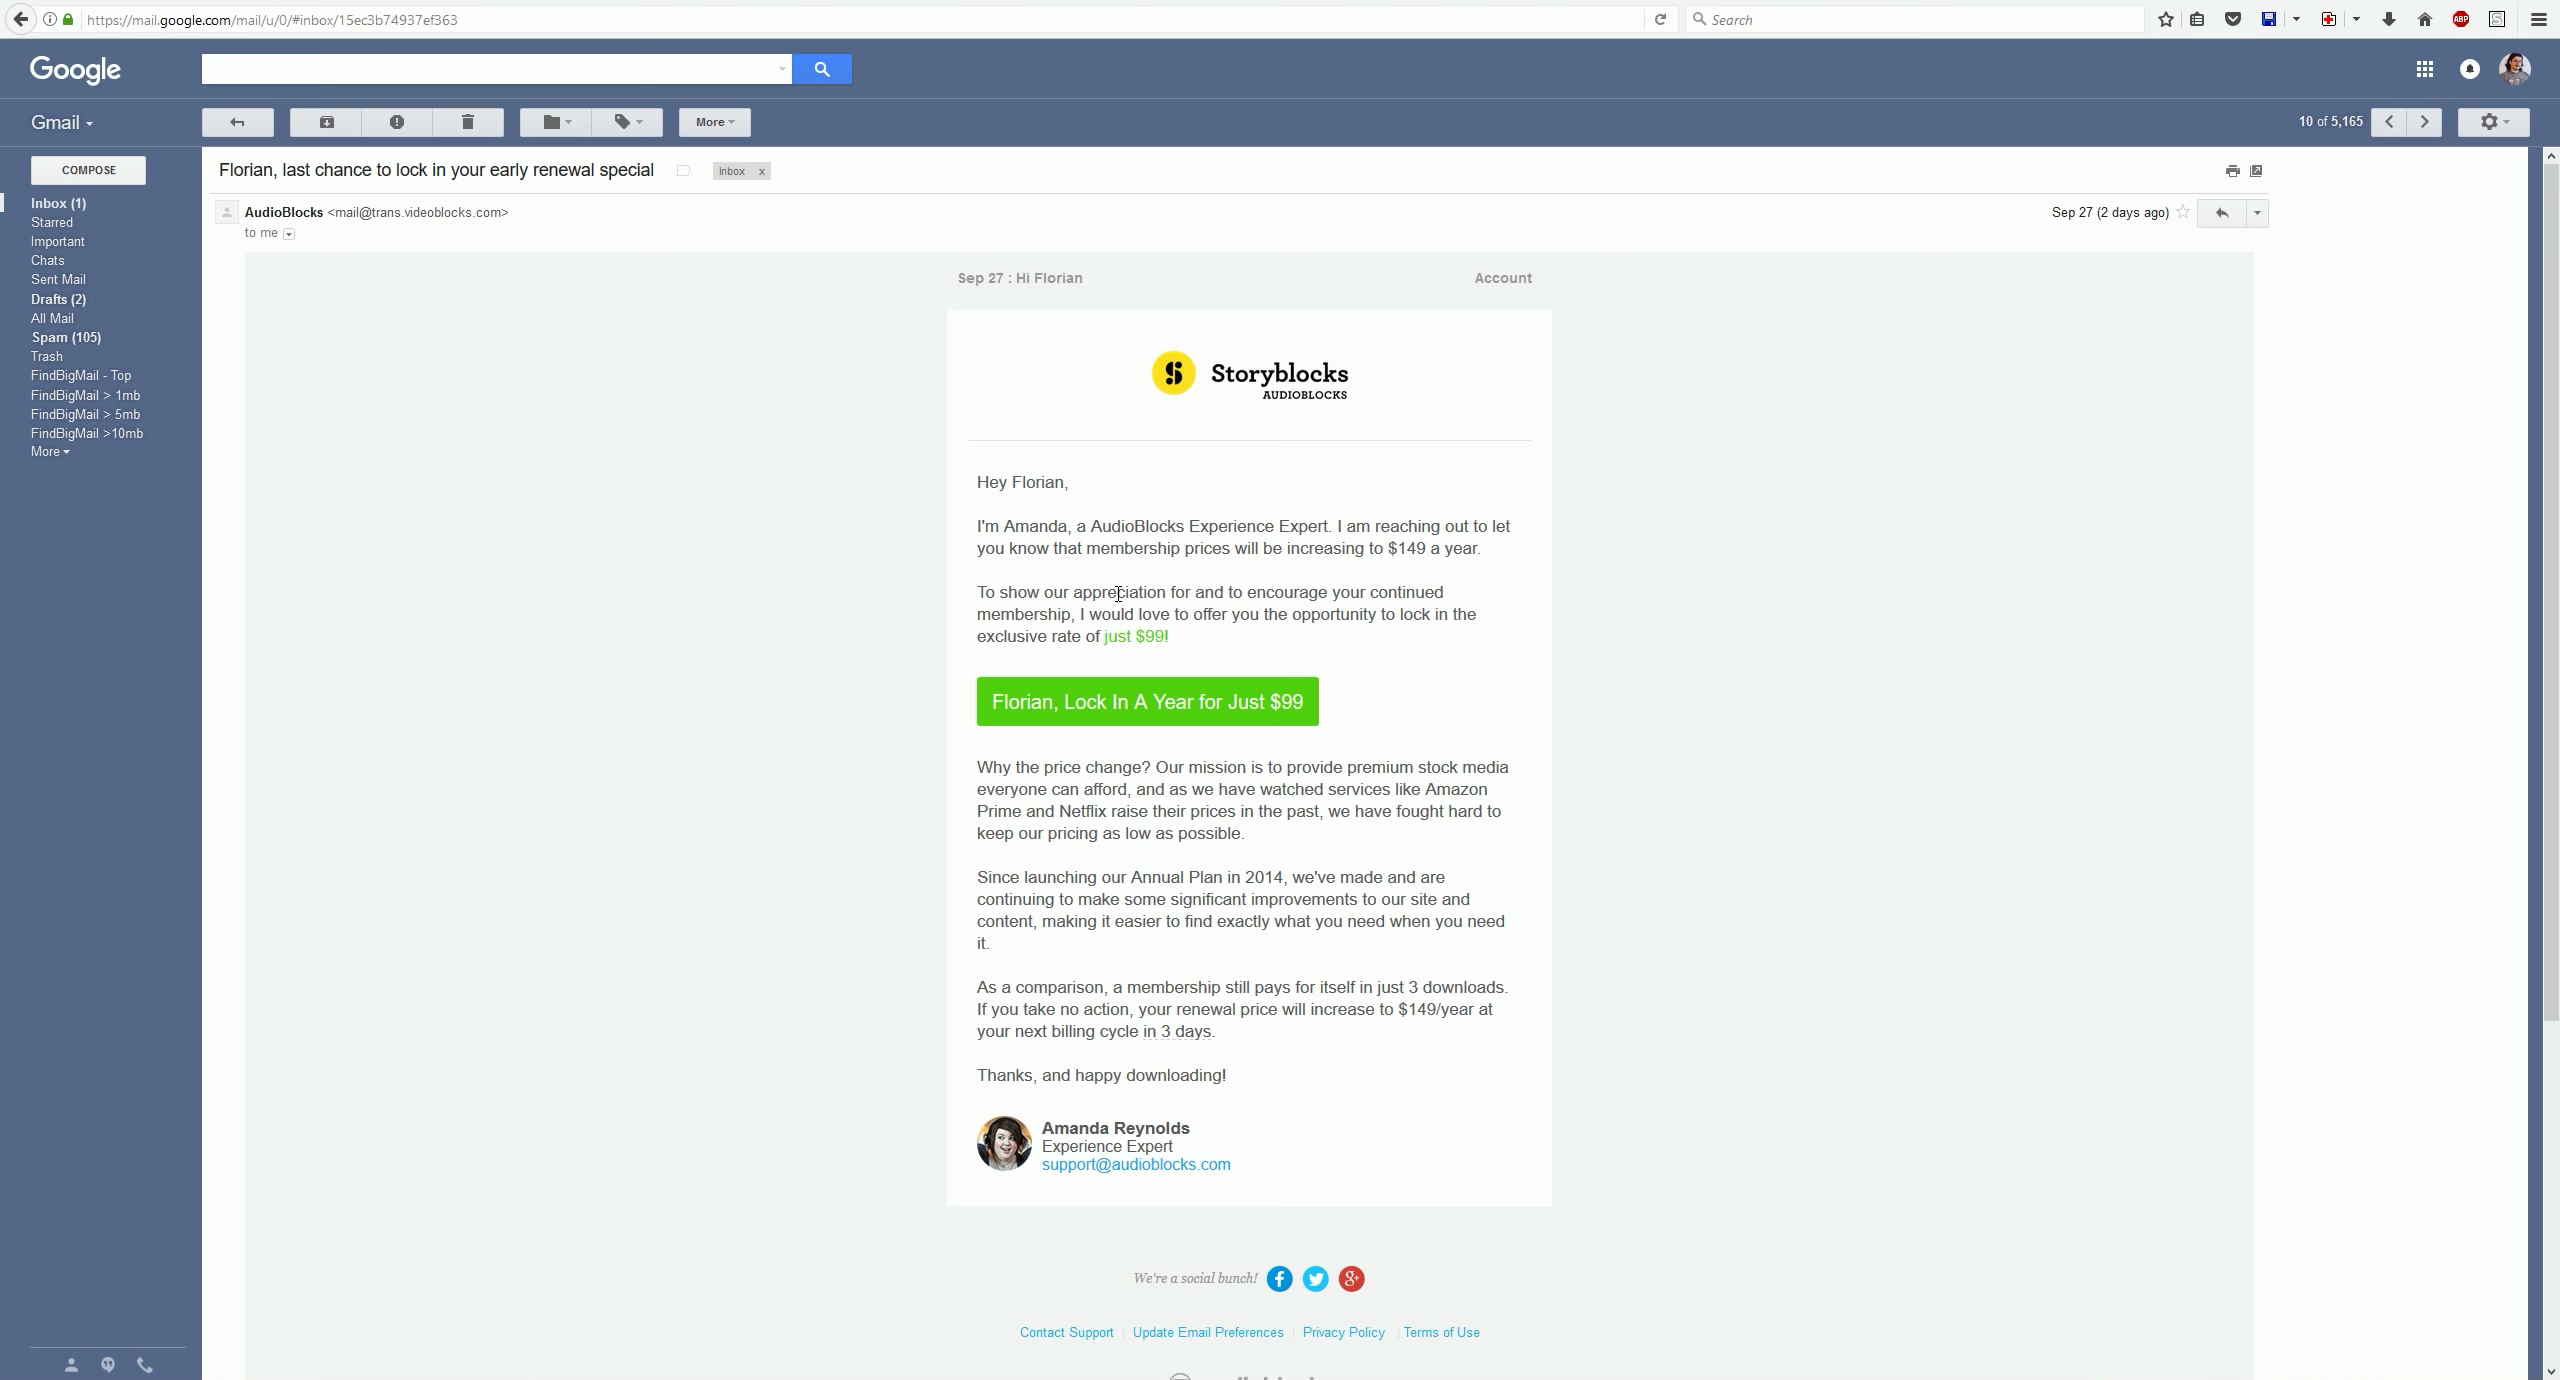 https://mail.google.com/mail/u/0/#inbox/15ec3b74937ef363
Search
ABP
S
Google
Gmail
More
10 of 5,165
COMPOSE
Inbox (1)
Starred
Important
Chats
Sent Mail
Drafts (2)
All Mail
Spam (105)
Trash
FindBigMail - Top
FindBigMail > 1mb
FindBigMail > 5mb
FindBigMail >10mb
More
Florian, last chance to lock in your early renewal special
Inbox x
AudioBlocks <mail@trans.videoblocks.com>
Sep 27 (2 days ago)
to me
Sep 27 : Hi Florian
Account
Storyblocks
AUDIOBLOCKS
Hey Florian,
I'm Amanda, a AudioBlocks Experience Expert. I am reaching out to let
you know that membership prices will be increasing to $149 a year.
To show our appreciation for and to encourage your continued
membership, I would love to offer you the opportunity to lock in the
exclusive rate of just $99!
Florian, Lock In A Year for Just $99
Why the price change? Our mission is to provide premium stock media
everyone can afford, and as we have watched services like Amazon
Prime and Netflix raise their prices in the past, we have fought hard to
keep our pricing as low as possible.
Since launching our Annual Plan in 2014, we've made and are
continuing to make some significant improvements to our site and
content, making it easier to find exactly what you need when you need
it.
As a comparison, a membership still pays for itself in just 3 downloads.
If you take no action, your renewal price will increase to $149/year at
your next billing cycle in 3 days.
Thanks, and happy downloading!
Amanda Reynolds
Experience Expert
support@audioblocks.com
We're a social bunch!
Contact Support
Update Email Preferences
Privacy Policy
Terms of Use